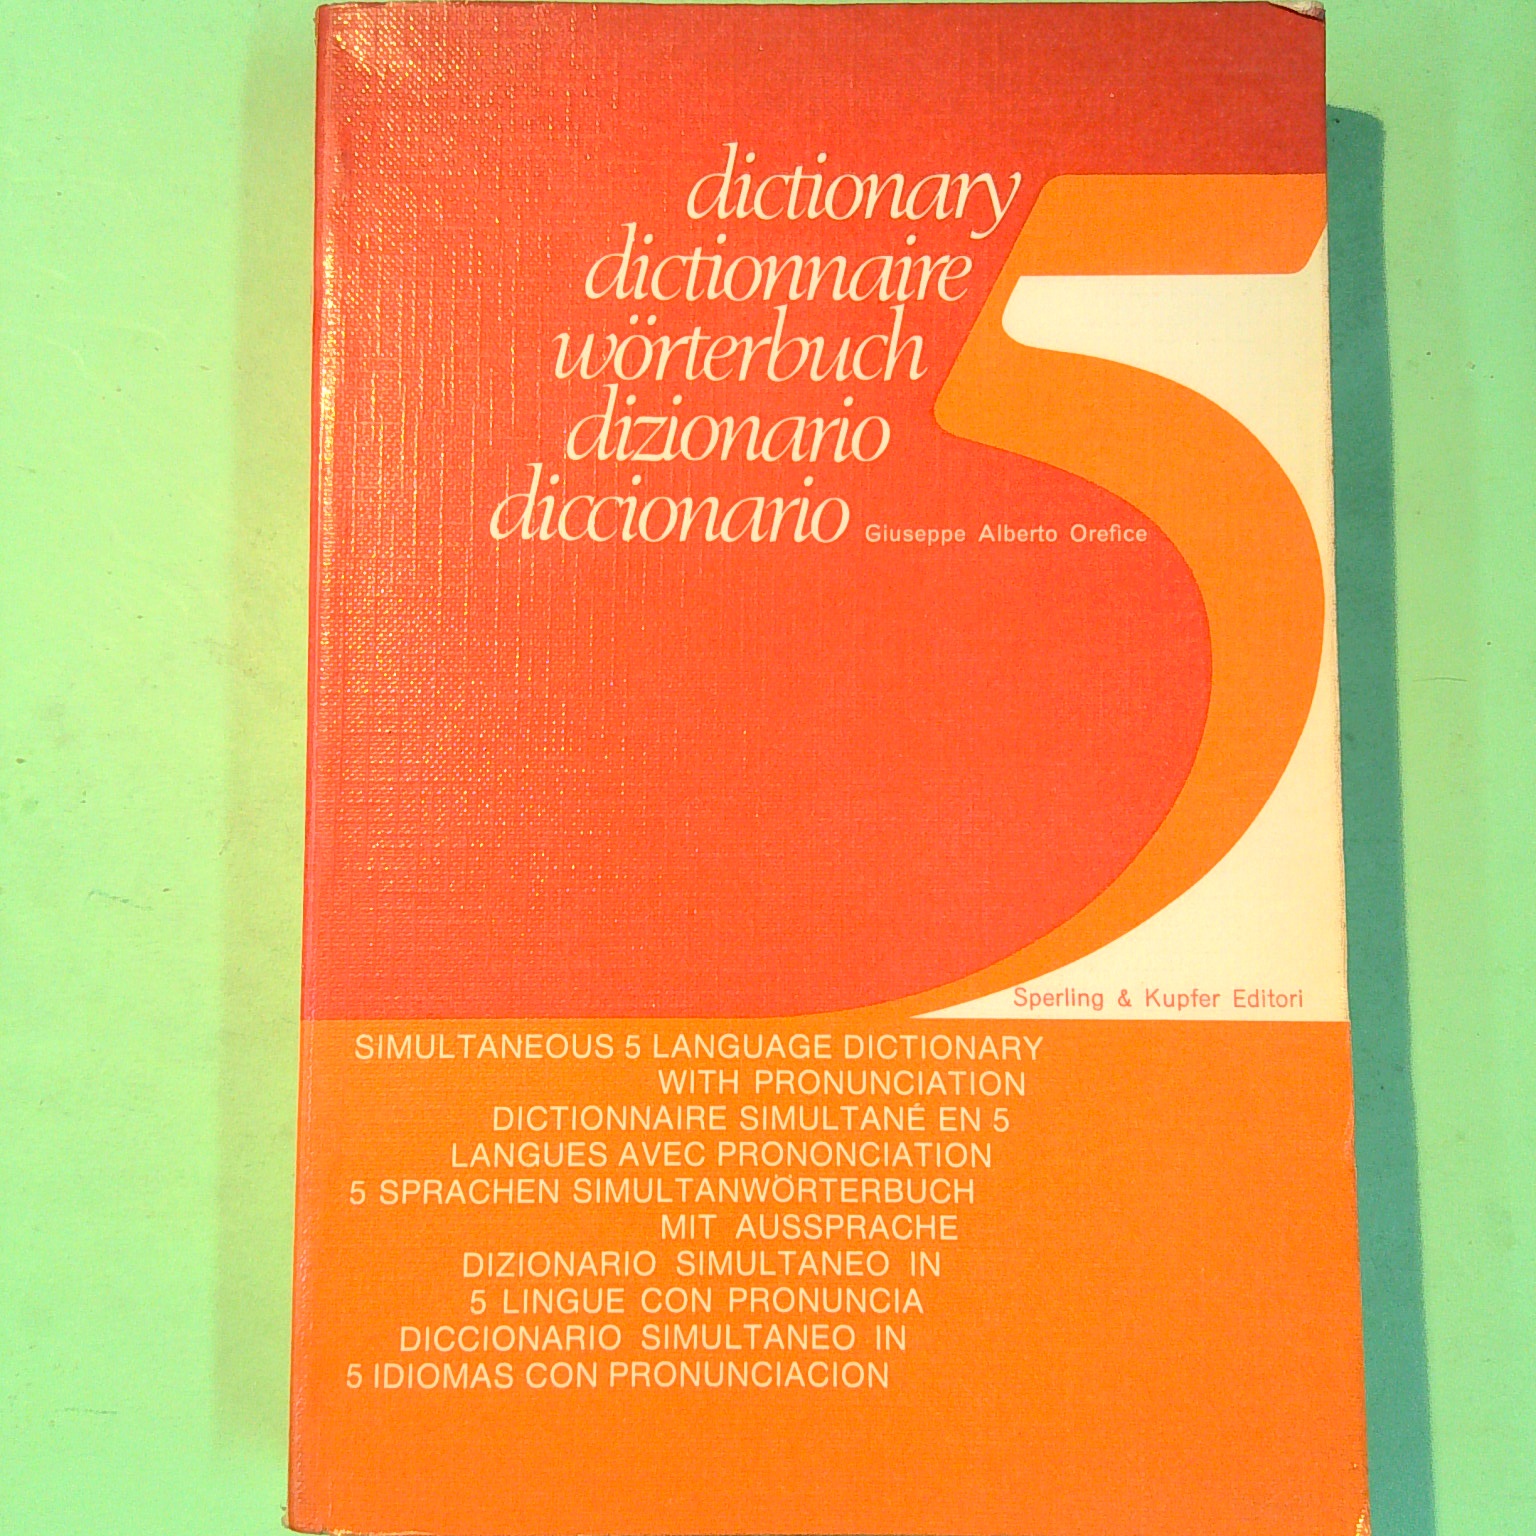 dictionary
dictionnaire
wörterbuch
dizionario
diccionario
Giuseppe Alberto Orefice
5
Sperling & Kupfer Editori
SIMULTANEOUS 5 LANGUAGE DICTIONARY
WITH PRONUNCIATION
DICTIONNAIRE SIMULTANÉ EN 5
LANGUES AVEC PRONONCIATION
5 SPRACHEN SIMULTANWÖRTERBUCH
MIT AUSSPRACHE
DIZIONARIO SIMULTANEO IN
5 LINGUE CON PRONUNCIA
DICCIONARIO SIMULTANEO IN
5 IDIOMAS CON PRONUNCIACION